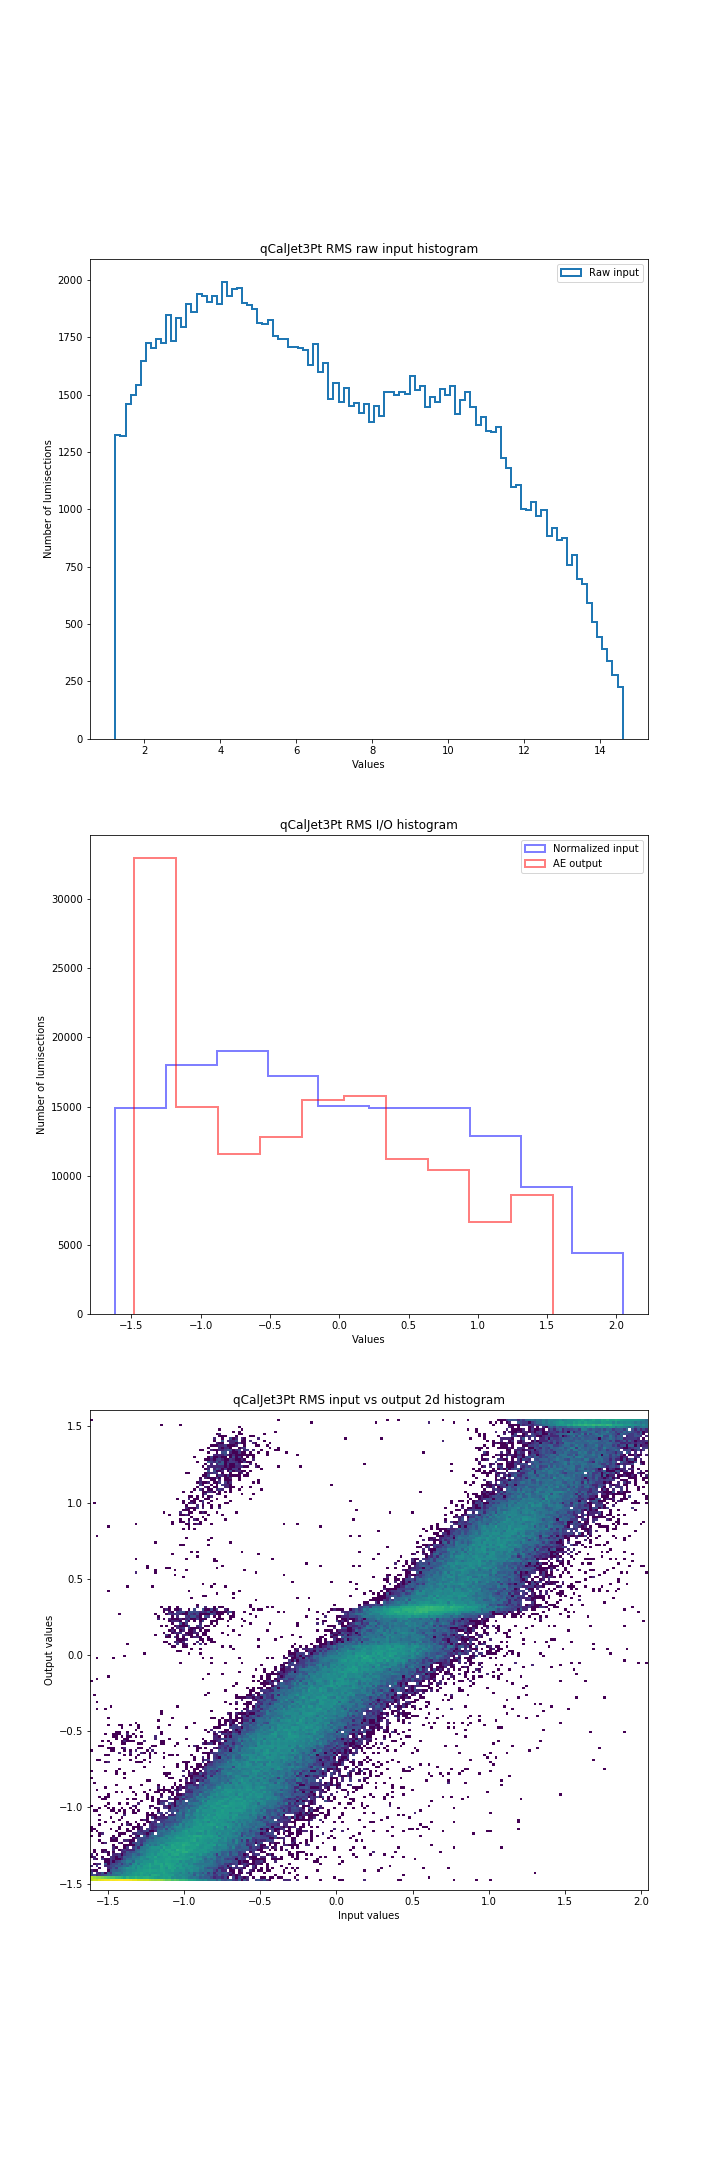 qCalJet3Pt RMS raw input histogram
Raw input
2000
1750
1500
1250
1000
750
500
250
0
Number of lumisections
2 4 6 8 10 12 14
Values
qCalJet3Pt RMS I/O histogram
Normalized input
AE output
30000
25000
20000
15000
10000
5000
0
Number of lumisections
−1.5 −1.0 −0.5 0.0 0.5 1.0 1.5 2.0
Values
qCalJet3Pt RMS input vs output 2d histogram
1.5
1.0
0.5
0.0
−0.5
−1.0
−1.5
Output values
−1.5 −1.0 −0.5 0.0 0.5 1.0 1.5 2.0
Input values